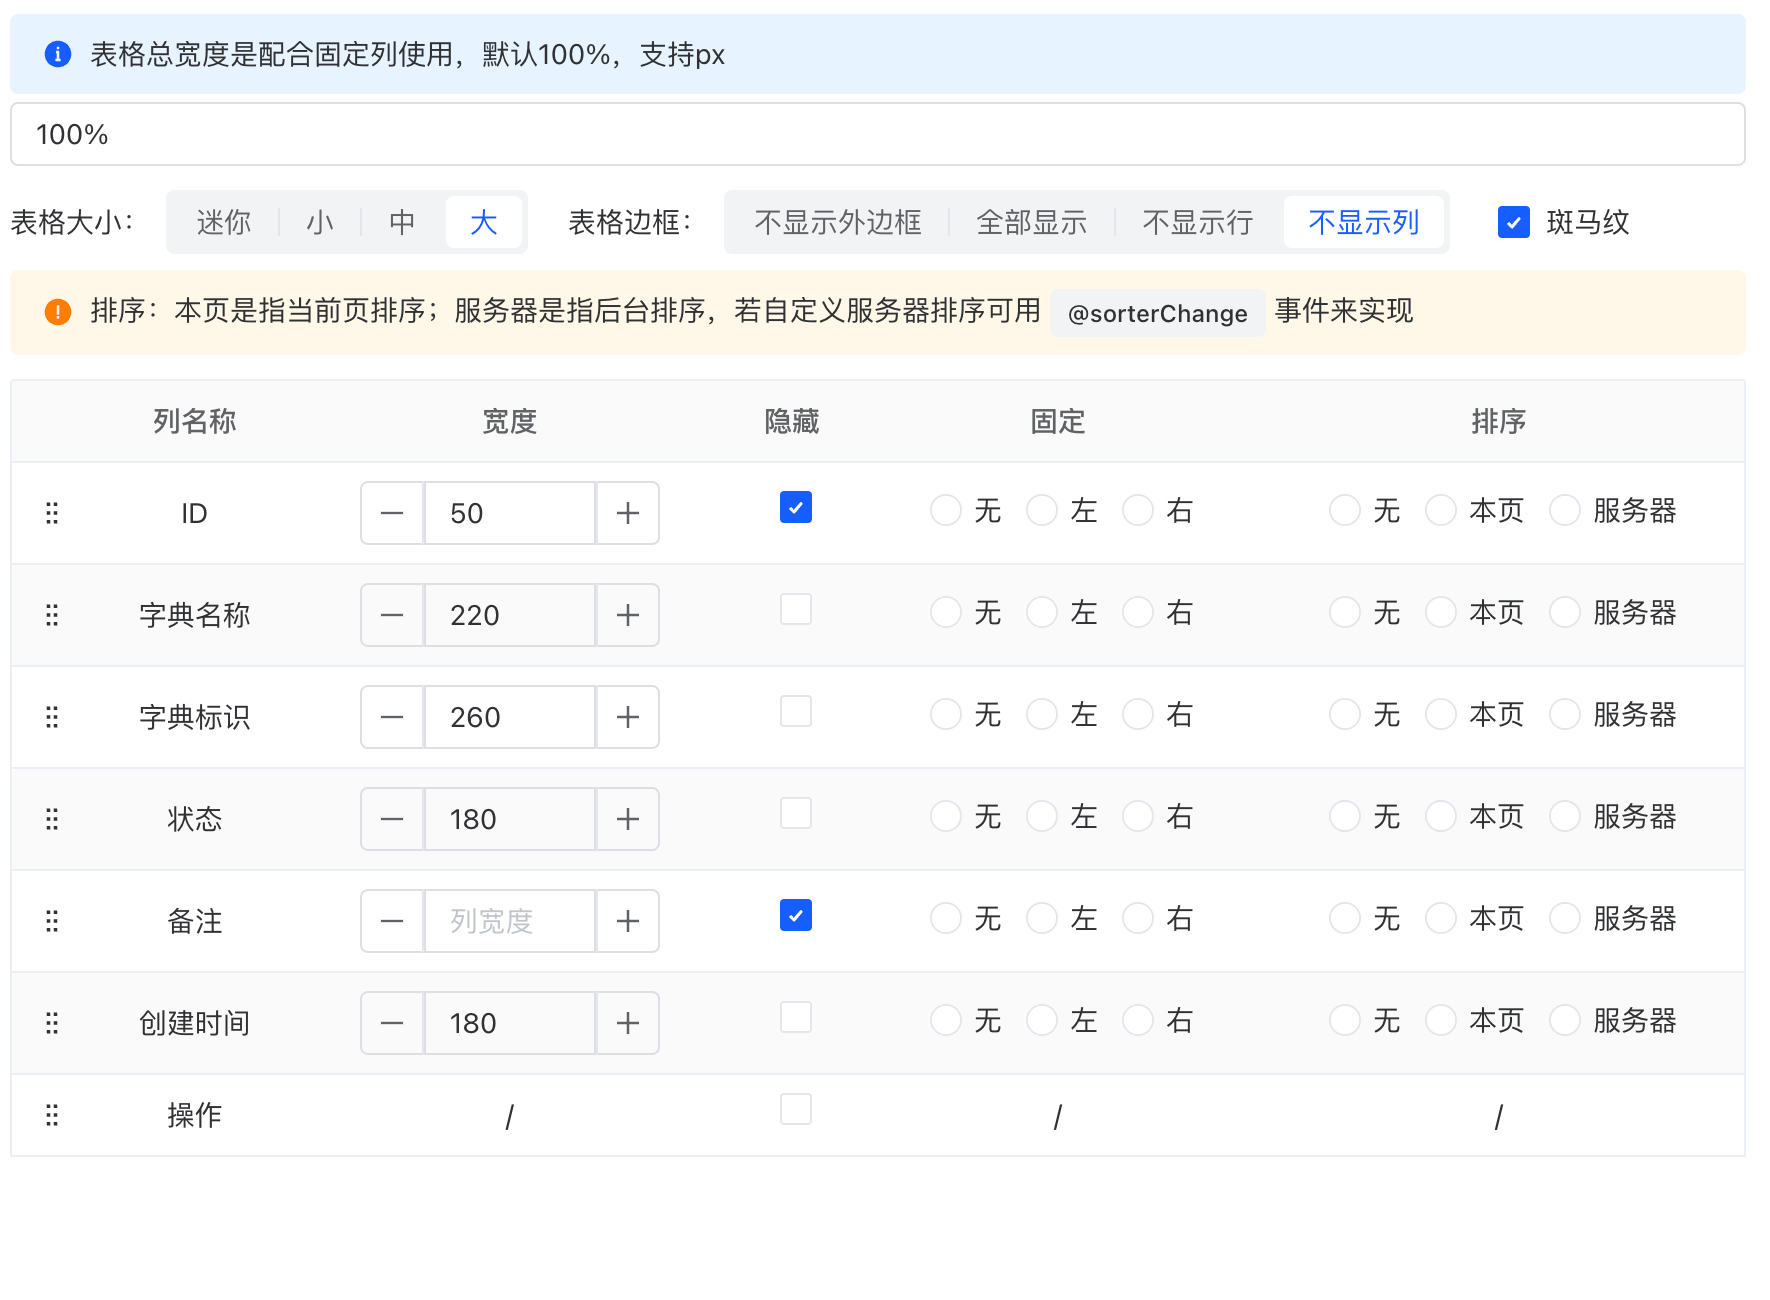 表格总宽度是配合固定列使用，默认100%，支持px
100%
表格大小： 迷你 小 中 大 表格边框： 不显示外边框 全部显示 不显示行 不显示列 斑马纹
排序：本页是指当前页排序；服务器是指后台排序，若自定义服务器排序可用 @sorterChange 事件来实现
列名称 宽度 隐藏 固定 排序
ID 50 无 左 右 无 本页 服务器
字典名称 220 无 左 右 无 本页 服务器
字典标识 260 无 左 右 无 本页 服务器
状态 180 无 左 右 无 本页 服务器
备注 列宽度 无 左 右 无 本页 服务器
创建时间 180 无 左 右 无 本页 服务器
操作 / / /